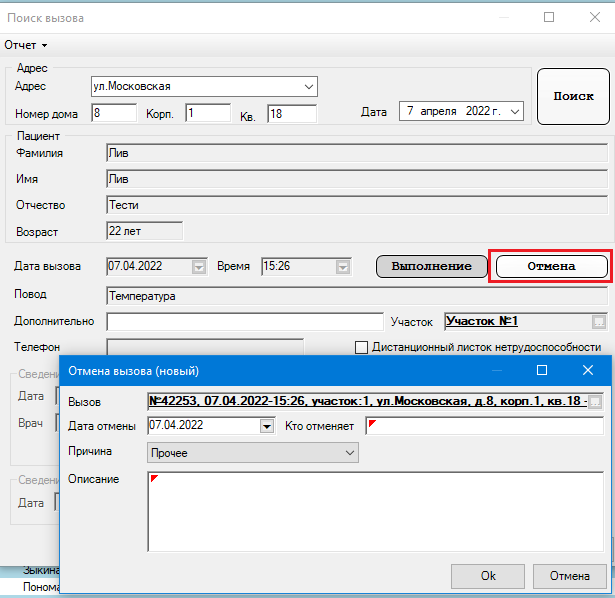 Поиск вызова
Отчет
Адрес
Адрес ул.Московская
Номер дома 8 Корп. 1 Кв. 18 Дата 7 апреля 2022 г.
Поиск
Пациент
Фамилия Лив
Имя Лив
Отчество Тести
Возраст 22 лет
Дата вызова 07.04.2022 Время 15:26 Выполнение Отмена
Повод Температура
Дополнительно Участок Участок №1
Телефон Дистанционный листок нетрудоспособности
Сведени
Дата
Врач
Сведени
Дата
Отмена вызова (новый)
Вызов №42253, 07.04.2022-15:26, участок:1, ул.Московская, д.8, корп.1, кв.18 -
Дата отмены 07.04.2022 Кто отменяет
Причина Прочее
Описание
Ok Отмена
Зыкина
Понома